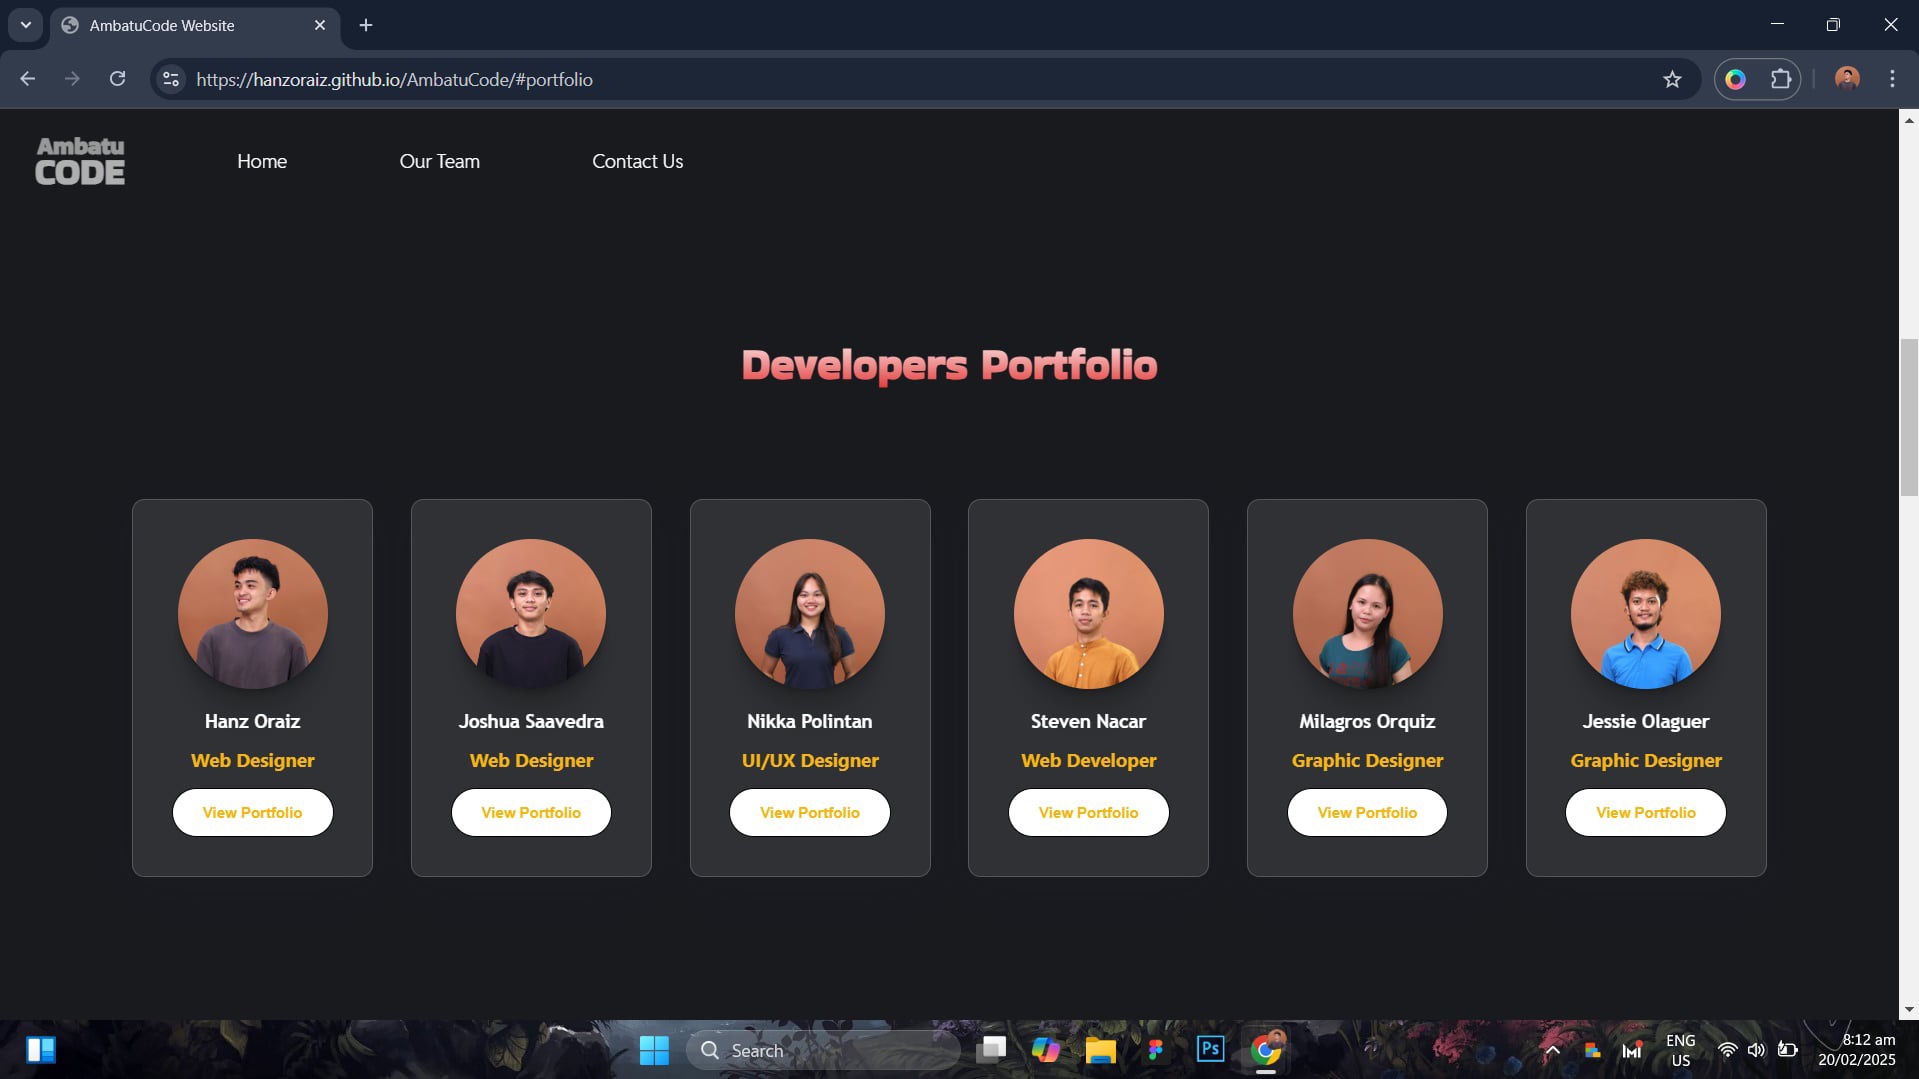 AmbatuCode Website
https://hanzoraiz.github.io/AmbatuCode/#portfolio
Ambatu
CODE
Home
Our Team
Contact Us
Developers Portfolio
Hanz Oraiz
Web Designer
View Portfolio
Joshua Saavedra
Web Designer
View Portfolio
Nikka Polintan
UI/UX Designer
View Portfolio
Steven Nacar
Web Developer
View Portfolio
Milagros Orquiz
Graphic Designer
View Portfolio
Jessie Olaguer
Graphic Designer
View Portfolio
Search
Ps
ENG
US
8:12 am
20/02/2025